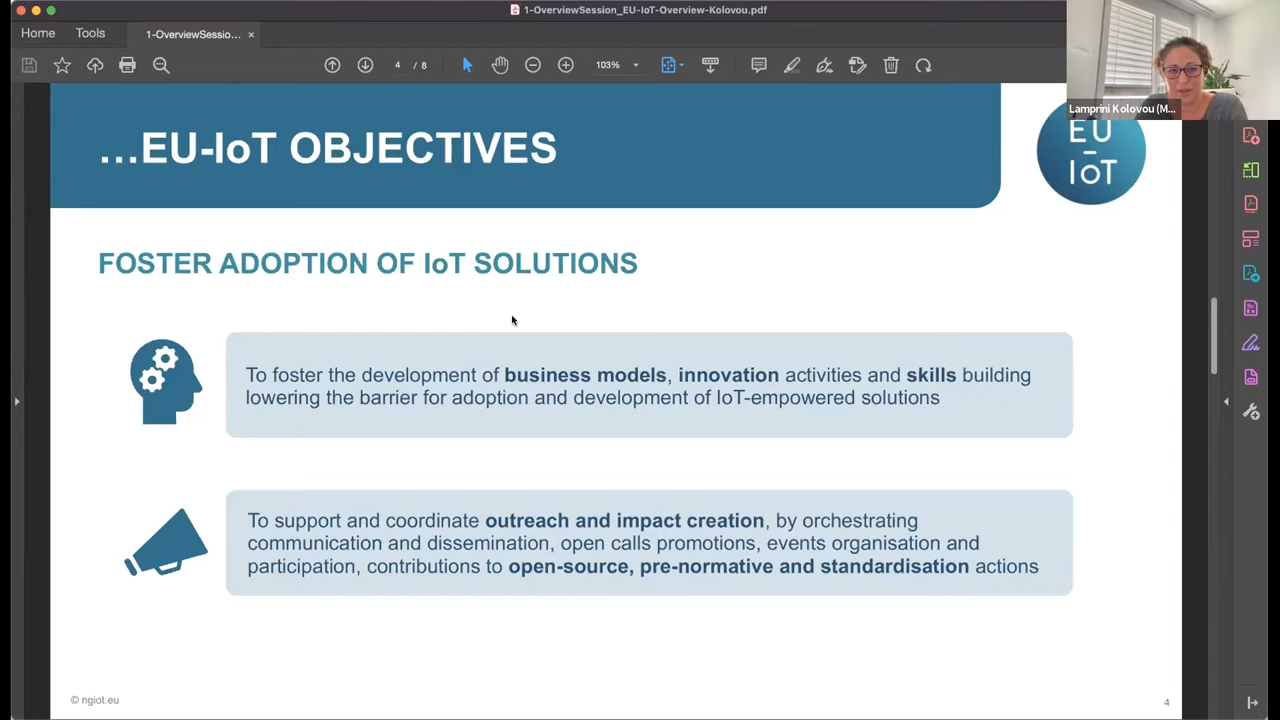 1-OverviewSession_EU-IoT-Overview-Kolovou.pdf
Home
Tools
1-OverviewSessio... ×
4 / 8
103%
Lamprini Kolovou (M...
...EU-IoT OBJECTIVES
EU
-
IoT
FOSTER ADOPTION OF IoT SOLUTIONS
To foster the development of business models, innovation activities and skills building
lowering the barrier for adoption and development of IoT-empowered solutions
To support and coordinate outreach and impact creation, by orchestrating
communication and dissemination, open calls promotions, events organisation and
participation, contributions to open-source, pre-normative and standardisation actions
© ngiot.eu
4